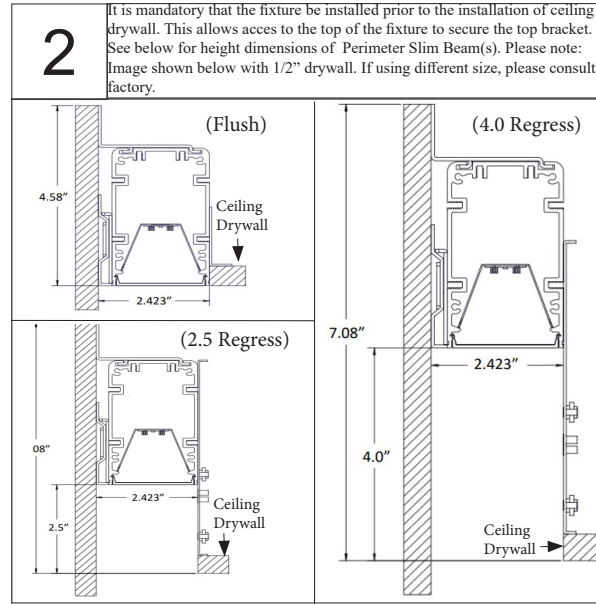 2
It is mandatory that the fixture be installed prior to the installation of ceiling
drywall. This allows acces to the top of the fixture to secure the top bracket.
See below for height dimensions of Perimeter Slim Beam(s). Please note:
Image shown below with 1/2” drywall. If using different size, please consult
factory.
(Flush)
4.58”
Ceiling
Drywall
2.423”
(2.5 Regress)
08”
2.423”
2.5”
Ceiling
Drywall
(4.0 Regress)
7.08”
2.423”
4.0”
Ceiling
Drywall